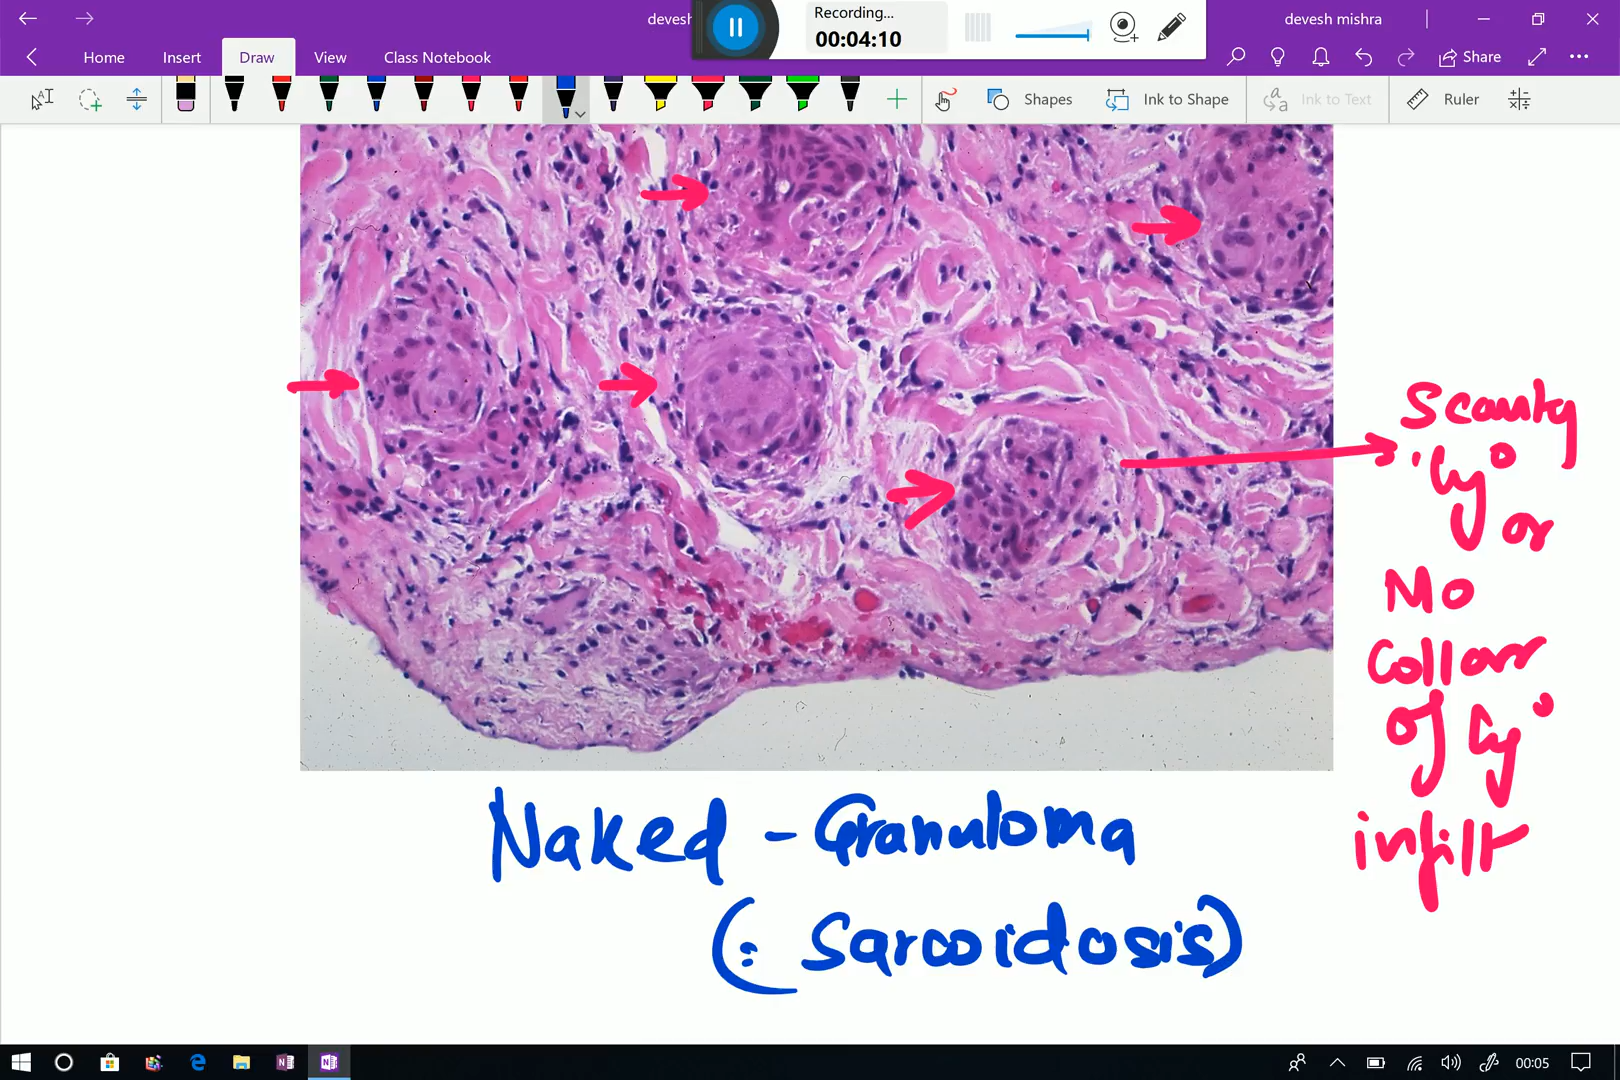 devesh
Recording...
00:04:10
devesh mishra
Home Insert Draw View Class Notebook
Share
Shapes
Ink to Shape
Ink to Text
Ruler
Scanty
'Ly° or
No
Collar
of Ly°
infilt
Naked - Granuloma
(: Sarcoidosis)
00:05